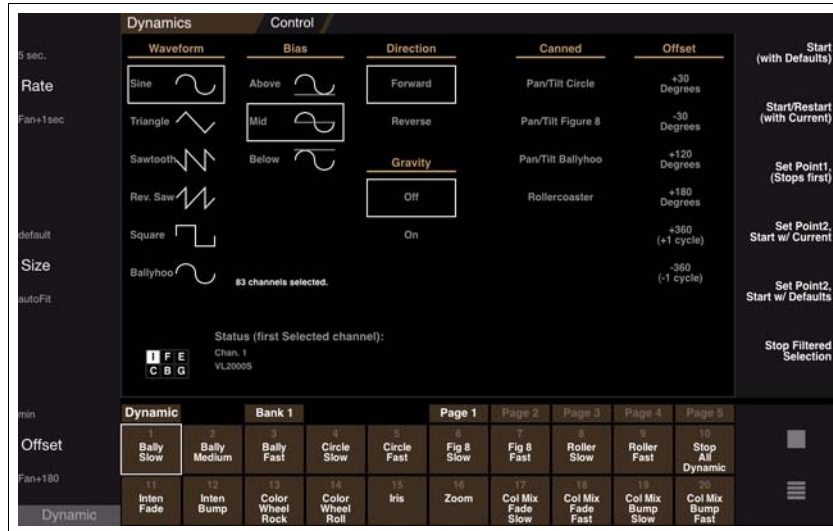 Dynamics Control
5 sec.
Rate
Fan+1sec
default
Size
autoFit
min
Offset
Fan+180
Dynamic
Waveform
Sine
Triangle
Sawtooth
Rev. Saw
Square
Ballyhoo
Bias
Above
Mid
Below
Direction
Forward
Reverse
Gravity
Off
On
Canned
Pan/Tilt Circle
Pan/Tilt Figure 8
Pan/Tilt Ballyhoo
Rollercoaster
Offset
+30
Degrees
-30
Degrees
+120
Degrees
+180
Degrees
+360
(+1 cycle)
-360
(-1 cycle)
83 channels selected.
Status (first Selected channel):
Chan. 1
VL2000S
I F E
C B G
Start
(with Defaults)
Start/Restart
(with Current)
Set Point1,
(Stops first)
Set Point2,
Start w/ Current
Set Point2,
Start w/ Defaults
Stop Filtered
Selection
Dynamic Bank 1 Page 1 Page 2 Page 3 Page 4 Page 5
1
Bally
Slow
2
Bally
Medium
3
Bally
Fast
4
Circle
Slow
5
Circle
Fast
6
Fig 8
Slow
7
Fig 8
Fast
8
Roller
Slow
9
Roller
Fast
10
Stop
All
Dynamic
11
Inten
Fade
12
Inten
Bump
13
Color
Wheel
Rock
14
Color
Wheel
Roll
15
Iris
16
Zoom
17
Col Mix
Fade
Slow
18
Col Mix
Fade
Fast
19
Col Mix
Bump
Slow
20
Col Mix
Bump
Fast